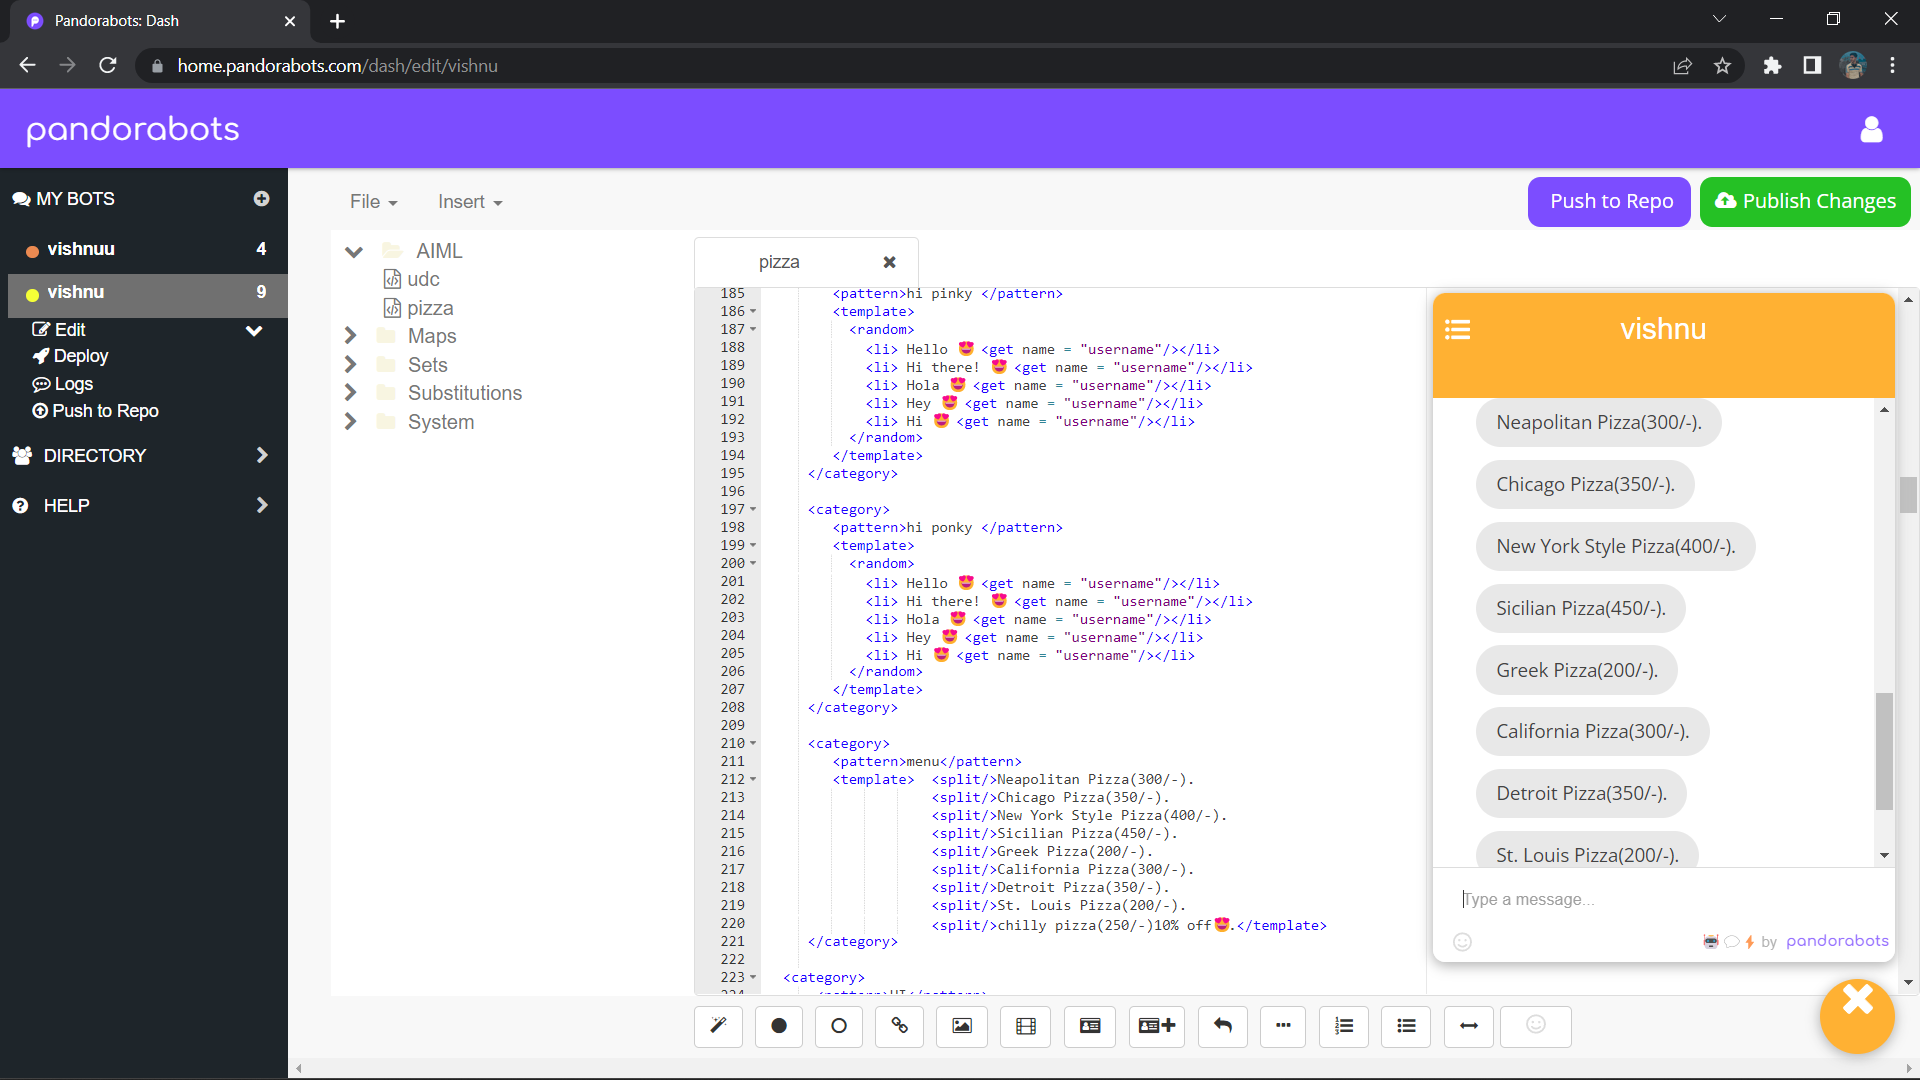 Pandorabots: Dash
home.pandorabots.com/dash/edit/vishnu
pandorabots
MY BOTS
vishnuu 4
vishnu 9
Edit
Deploy
Logs
Push to Repo
DIRECTORY
HELP
File
Insert
Push to Repo
Publish Changes
AIML
udc
pizza
Maps
Sets
Substitutions
System
pizza
185 <pattern>hi pinky </pattern>
186 <template>
187 <random>
188 <li> Hello 😍 <get name = "username"/></li>
189 <li> Hi there! 😍 <get name = "username"/></li>
190 <li> Hola 😍 <get name = "username"/></li>
191 <li> Hey 😍 <get name = "username"/></li>
192 <li> Hi 😍 <get name = "username"/></li>
193 </random>
194 </template>
195 </category>
196
197 <category>
198 <pattern>hi ponky </pattern>
199 <template>
200 <random>
201 <li> Hello 😍 <get name = "username"/></li>
202 <li> Hi there! 😍 <get name = "username"/></li>
203 <li> Hola 😍 <get name = "username"/></li>
204 <li> Hey 😍 <get name = "username"/></li>
205 <li> Hi 😍 <get name = "username"/></li>
206 </random>
207 </template>
208 </category>
209
210 <category>
211 <pattern>menu</pattern>
212 <template> <split/>Neapolitan Pizza(300/-).
213 <split/>Chicago Pizza(350/-).
214 <split/>New York Style Pizza(400/-).
215 <split/>Sicilian Pizza(450/-).
216 <split/>Greek Pizza(200/-).
217 <split/>California Pizza(300/-).
218 <split/>Detroit Pizza(350/-).
219 <split/>St. Louis Pizza(200/-).
220 <split/>chilly pizza(250/-)10% off😍.</template>
221 </category>
222
223 <category>
224 <pattern>HI</pattern>
vishnu
Neapolitan Pizza(300/-).
Chicago Pizza(350/-).
New York Style Pizza(400/-).
Sicilian Pizza(450/-).
Greek Pizza(200/-).
California Pizza(300/-).
Detroit Pizza(350/-).
St. Louis Pizza(200/-).
Type a message...
by pandorabots